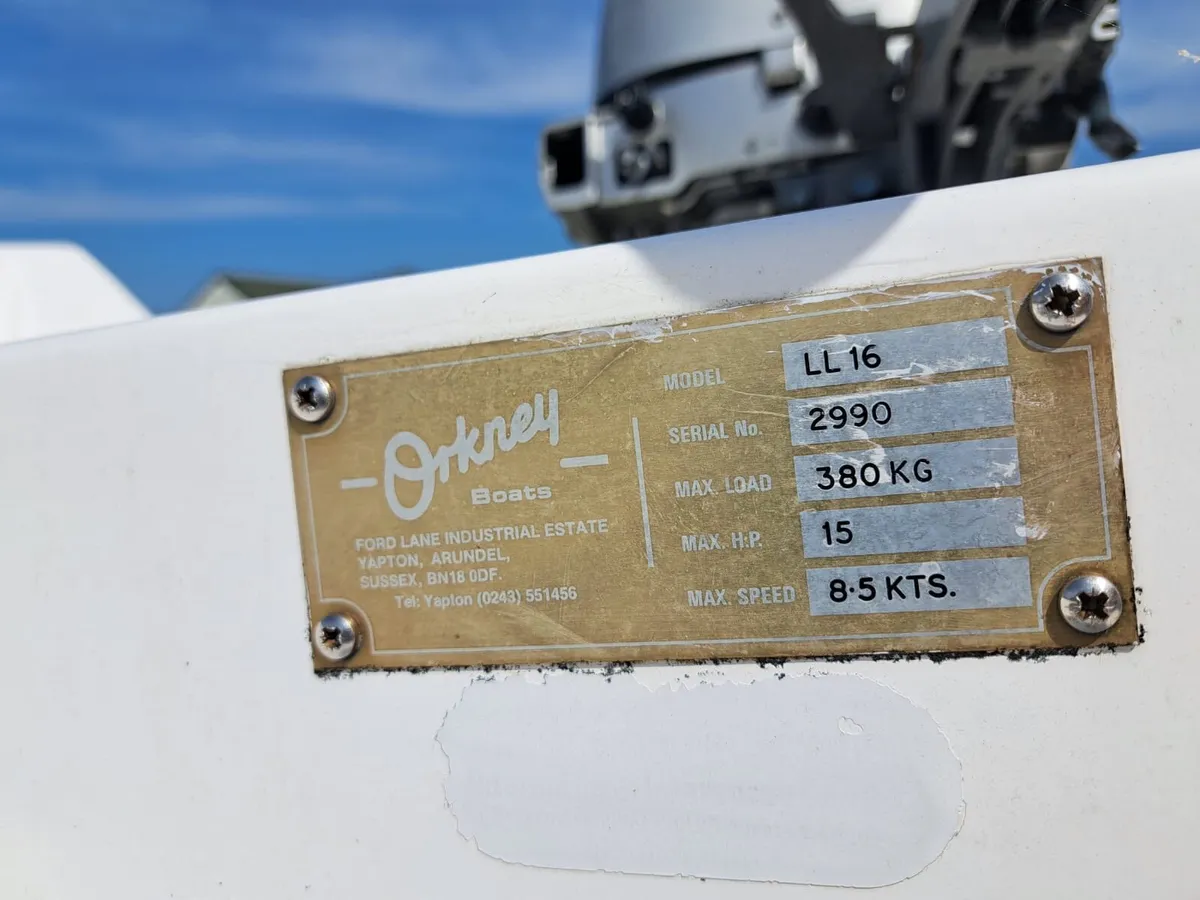 Orkney
Boats
FORD LANE INDUSTRIAL ESTATE
YAPTON, ARUNDEL,
SUSSEX, BN18 0DF.
Tel: Yapton (0243) 551456
MODEL LL 16
SERIAL No. 2990
MAX. LOAD 380 KG
MAX. H.P. 15
MAX. SPEED 8·5 KTS.